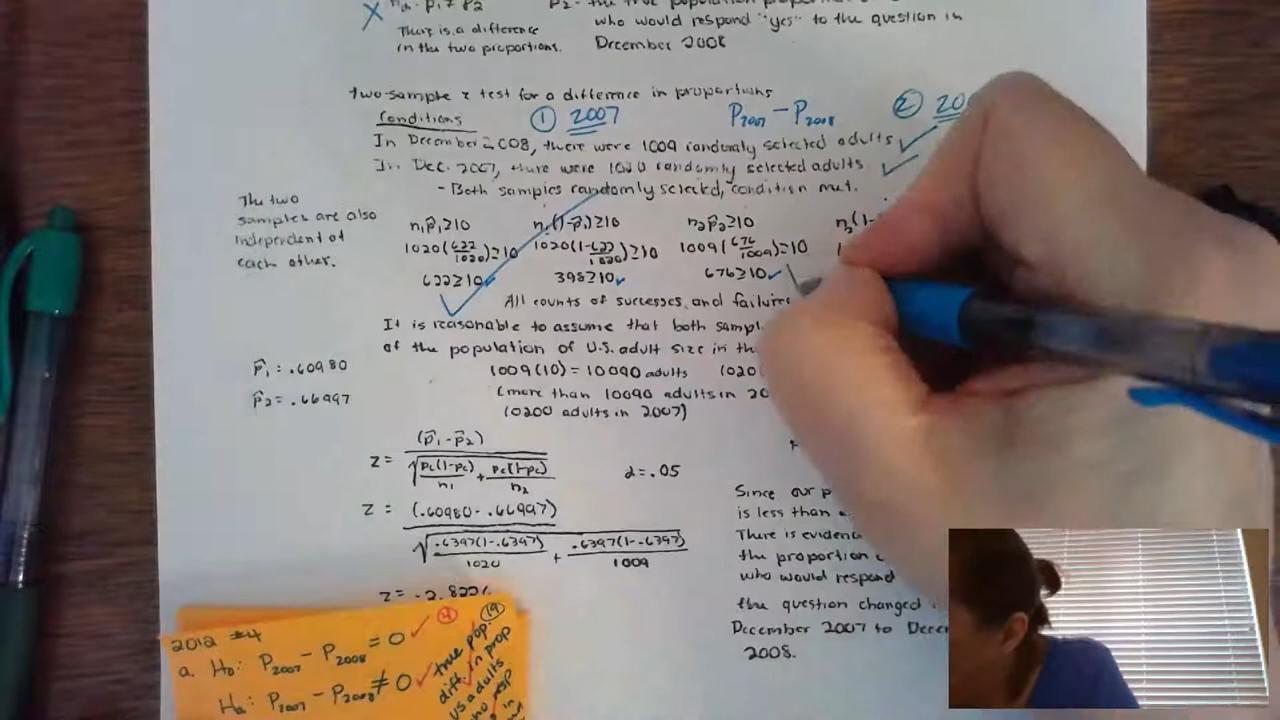 Ha: P1 ≠ P2
There is a difference
in the two proportions.
who would respond "yes" to the question in
December 2008
two-sample z test for a difference in proportions
Conditions
① 2007
P2007 - P2008
②
In December 2008, there were 1009 randomly selected adults
In Dec. 2007, there were 1020 randomly selected adults
- Both samples randomly selected, condition met.
The two
samples are also
independent of
each other.
n1p̂1≥10 n1(1-p̂1)≥10 n2p̂2≥10
1020(622/1020)≥10 1020(1-622/1020)≥10 1009(676/1009)≥10
622≥10 398≥10 676≥10
All counts of successes and failures
It is reasonable to assume that both
of the population of U.S. adult size in
1009(10) = 10090 adults (1020
(more than 10090 adults in
10200 adults in 2007)
p̂1 = .60980
p̂2 = .66997
z = (p̂1-p̂2) / √(pc(1-pc)/n1 + pc(1-pc)/n2)
α = .05
z = (.60980-.66997) / √(.6397(1-.6397)/1020 + .6397(1-.6397)/1009)
Since our
is less than
There is
the proportion
who would respond
the question changed
December 2007 to
2008.
2012 #4
a. H0: P2007 - P2008 = 0
Ha: P2007 - P2008 ≠ 0
true pop.
diff. in prop
US adults